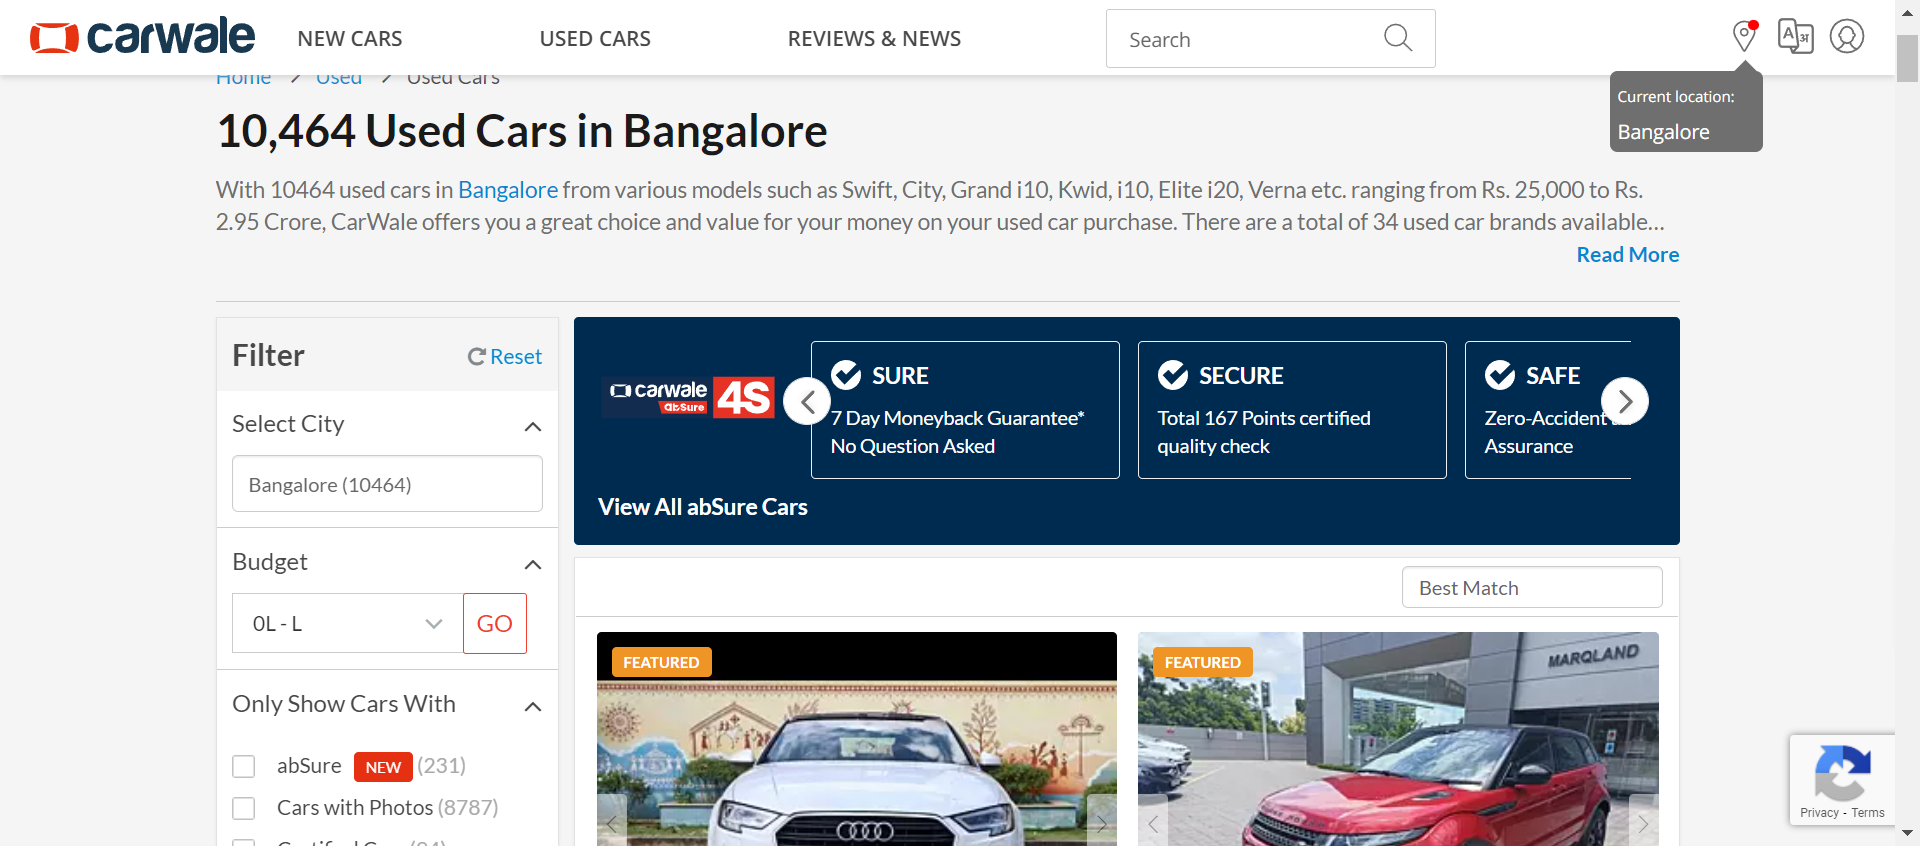 carwale
NEW CARS
USED CARS
REVIEWS & NEWS
Search
A अ
Current location:
Bangalore
Home
Used
Used Cars
10,464 Used Cars in Bangalore
With 10464 used cars in Bangalore from various models such as Swift, City, Grand i10, Kwid, i10, Elite i20, Verna etc. ranging from Rs. 25,000 to Rs.
2.95 Crore, CarWale offers you a great choice and value for your money on your used car purchase. There are a total of 34 used car brands available...
Read More
Filter
Reset
Select City
Bangalore (10464)
Budget
0L - L
GO
Only Show Cars With
abSure NEW (231)
Cars with Photos (8787)
carwale
abSure
4S
SURE
7 Day Moneyback Guarantee*
No Question Asked
SECURE
Total 167 Points certified
quality check
SAFE
Zero-Accident
Assurance
View All abSure Cars
Best Match
FEATURED
FEATURED
MARQLAND
Privacy - Terms